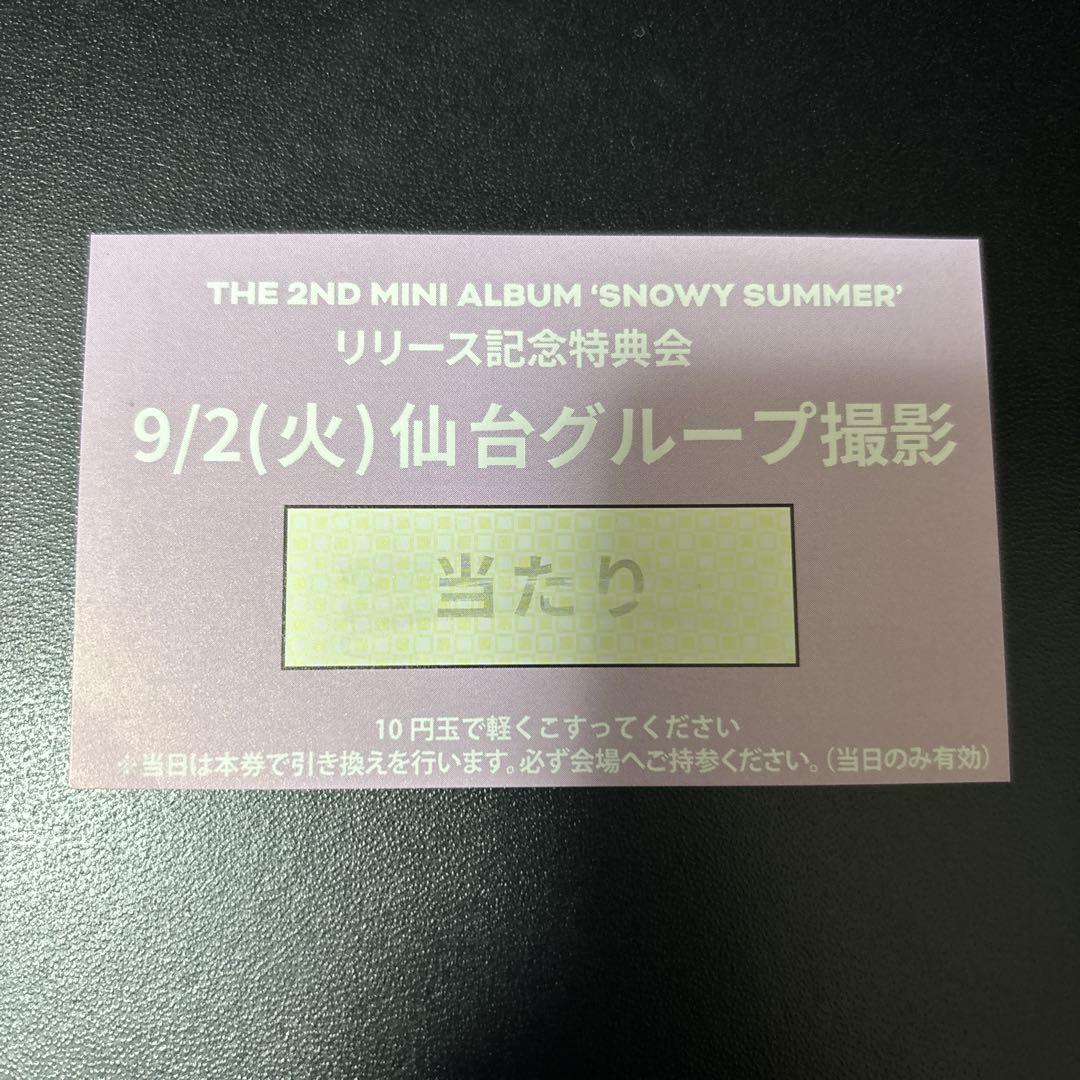 THE 2ND MINI ALBUM ‘SNOWY SUMMER’
リリース記念特典会
9/2(火)仙台グループ撮影
当たり
10円玉で軽くこすってください
※当日は本券で引き換えを行います。必ず会場へご持参ください。(当日のみ有効)